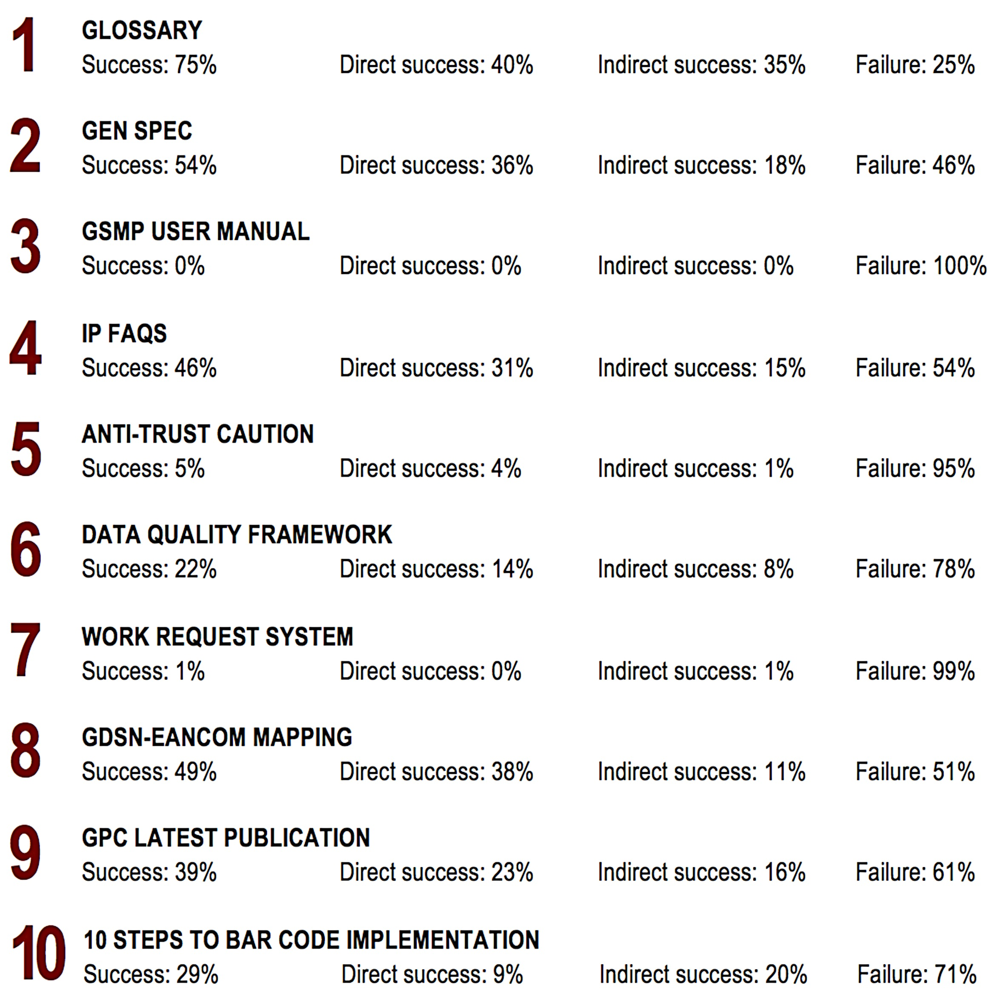 1 GLOSSARY
Success: 75% Direct success: 40% Indirect success: 35% Failure: 25%
2 GEN SPEC
Success: 54% Direct success: 36% Indirect success: 18% Failure: 46%
3 GSMP USER MANUAL
Success: 0% Direct success: 0% Indirect success: 0% Failure: 100%
4 IP FAQS
Success: 46% Direct success: 31% Indirect success: 15% Failure: 54%
5 ANTI-TRUST CAUTION
Success: 5% Direct success: 4% Indirect success: 1% Failure: 95%
6 DATA QUALITY FRAMEWORK
Success: 22% Direct success: 14% Indirect success: 8% Failure: 78%
7 WORK REQUEST SYSTEM
Success: 1% Direct success: 0% Indirect success: 1% Failure: 99%
8 GDSN-EANCOM MAPPING
Success: 49% Direct success: 38% Indirect success: 11% Failure: 51%
9 GPC LATEST PUBLICATION
Success: 39% Direct success: 23% Indirect success: 16% Failure: 61%
10 10 STEPS TO BAR CODE IMPLEMENTATION
Success: 29% Direct success: 9% Indirect success: 20% Failure: 71%